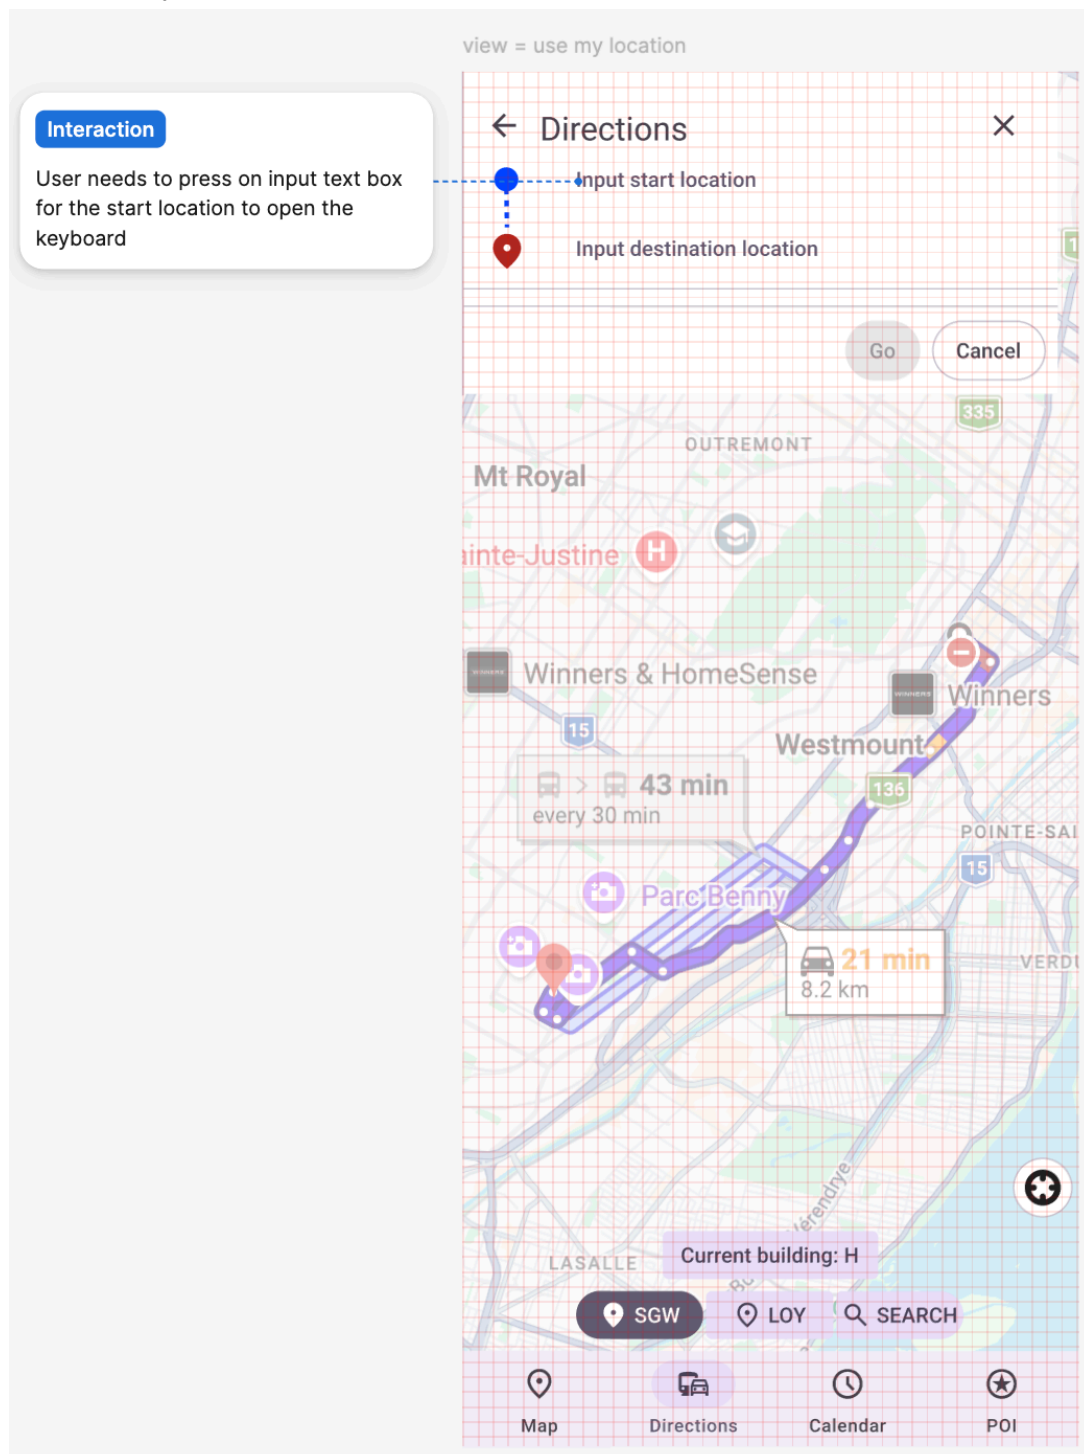 view = use my location
Interaction
User needs to press on input text box
for the start location to open the
keyboard
Directions
Input start location
Input destination location
Go
Cancel
335
OUTREMONT
Mt Royal
ainte-Justine
H
Winners & HomeSense
WINNERS
Winners
15
Westmount
> 43 min
every 30 min
136
POINTE-SAI
15
Parc Benny
21 min
8.2 km
VERDU
Vérendrye
LASALLE
Current building: H
SGW
LOY
SEARCH
Map
Directions
Calendar
POI